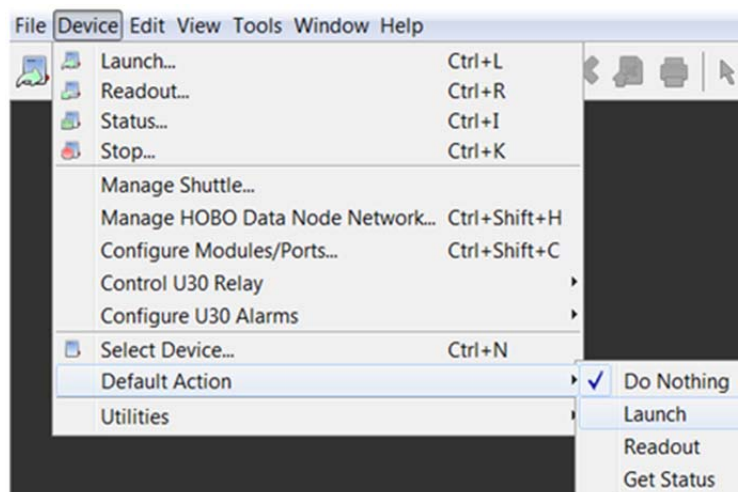 File Device Edit View Tools Window Help
Launch... Ctrl+L
Readout... Ctrl+R
Status... Ctrl+I
Stop... Ctrl+K
Manage Shuttle...
Manage HOBO Data Node Network... Ctrl+Shift+H
Configure Modules/Ports... Ctrl+Shift+C
Control U30 Relay
Configure U30 Alarms
Select Device... Ctrl+N
Default Action
Do Nothing
Utilities
Launch
Readout
Get Status